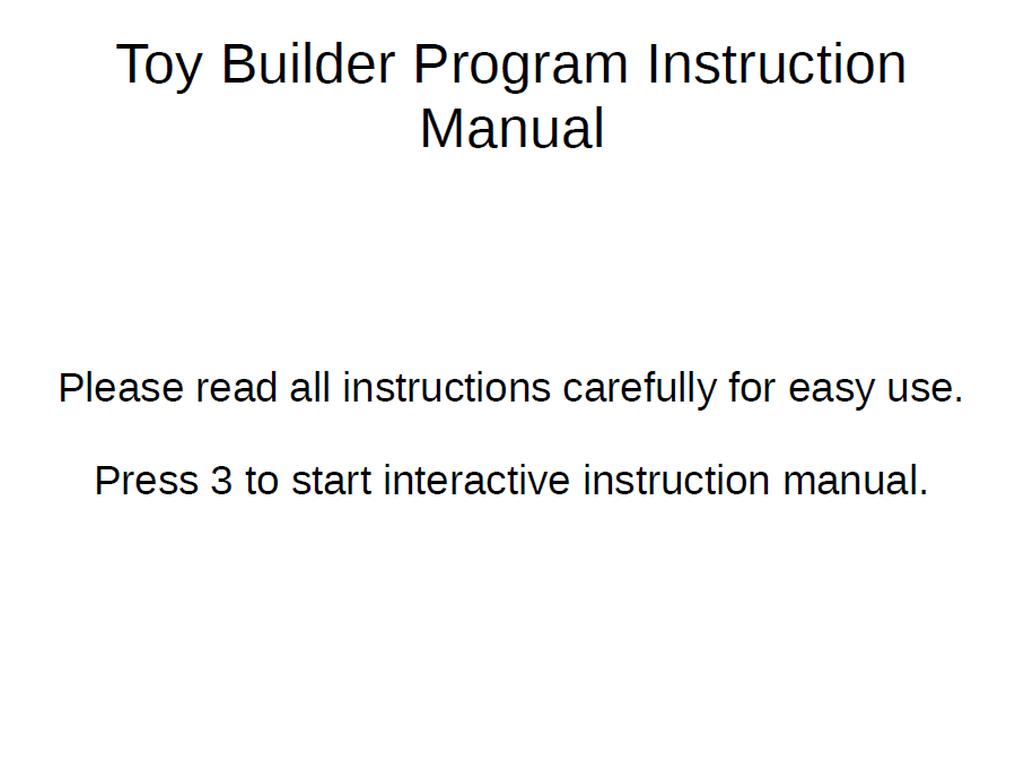 Toy Builder Program Instruction
Manual
Please read all instructions carefully for easy use.
Press 3 to start interactive instruction manual.